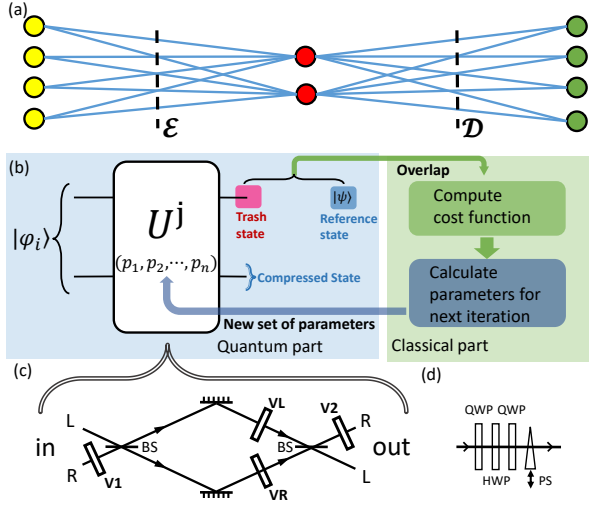 (a)
ℰ
𝒟
(b)
|φᵢ⟩
Uʲ
(p₁, p₂,⋯, pₙ)
Trash
state
|ψ⟩
Reference
state
Compressed State
Overlap
Compute
cost function
Calculate
parameters for
next iteration
New set of parameters
Quantum part
Classical part
(c)
L
in
R
V1
BS
VL
VR
BS
V2
R
out
L
(d)
QWP QWP
HWP
PS